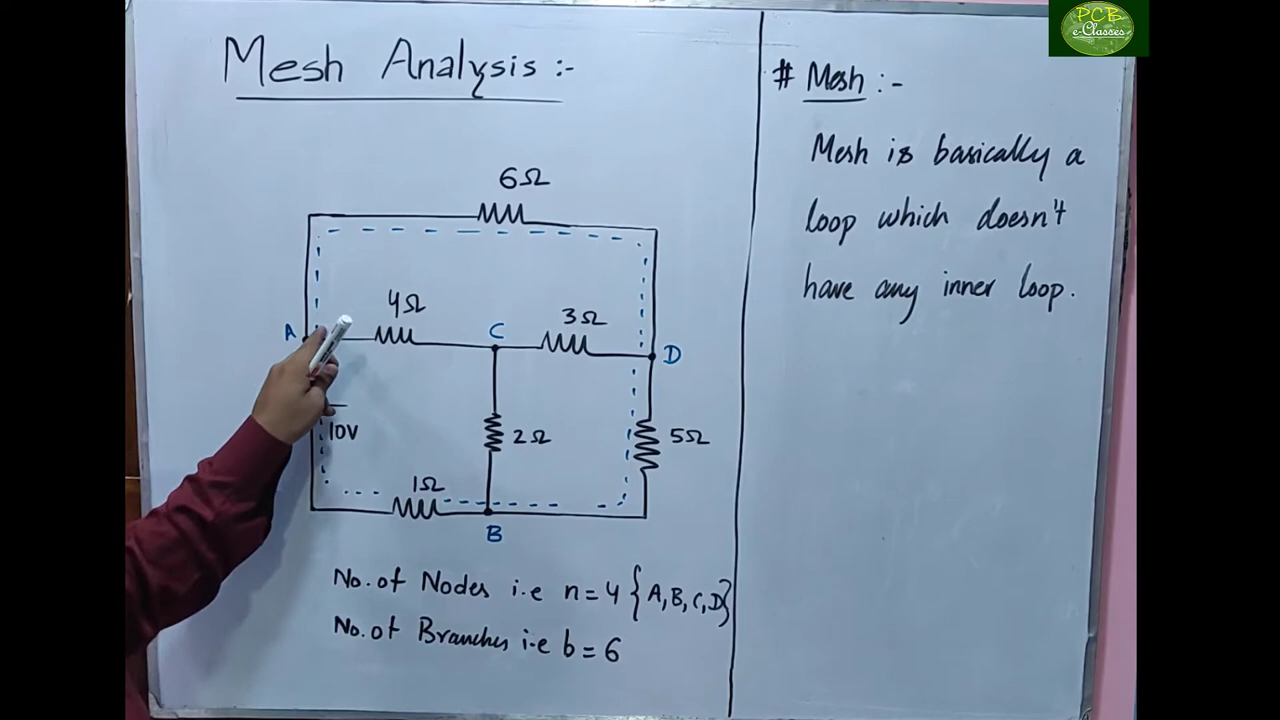 PCB
e-Classes
Mesh Analysis :-
6Ω
4Ω
3Ω
A
C
D
10V
2Ω
5Ω
1Ω
B
No. of Nodes i.e n = 4 {A, B, C, D}
No. of Branches i.e b = 6
# Mesh :-
Mesh is basically a
loop which doesn't
have any inner loop.